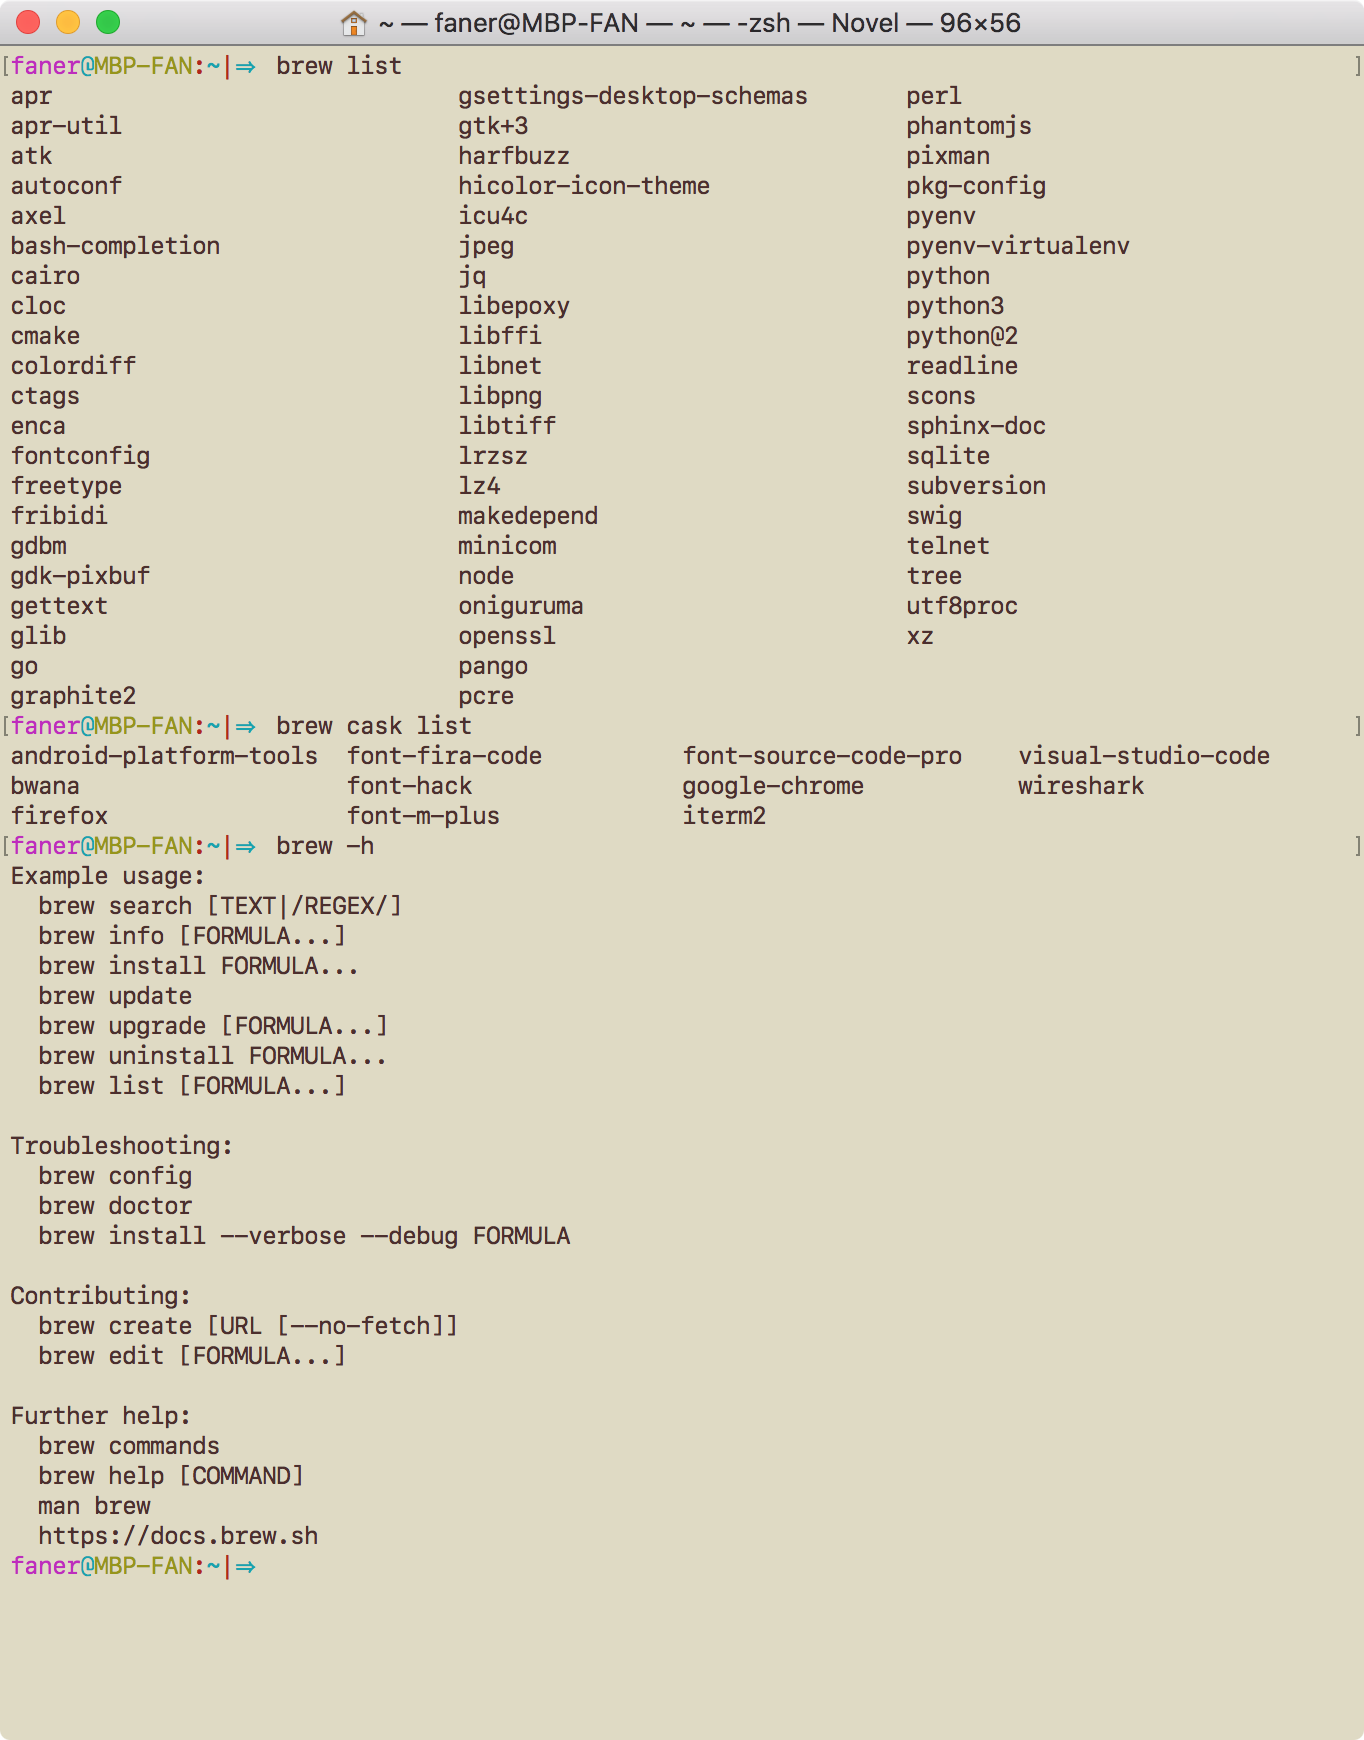 ~ — faner@MBP-FAN — ~ — -zsh — Novel — 96×56
[faner@MBP-FAN:~|⇒ brew list ]
apr gsettings-desktop-schemas perl
apr-util gtk+3 phantomjs
atk harfbuzz pixman
autoconf hicolor-icon-theme pkg-config
axel icu4c pyenv
bash-completion jpeg pyenv-virtualenv
cairo jq python
cloc libepoxy python3
cmake libffi python@2
colordiff libnet readline
ctags libpng scons
enca libtiff sphinx-doc
fontconfig lrzsz sqlite
freetype lz4 subversion
fribidi makedepend swig
gdbm minicom telnet
gdk-pixbuf node tree
gettext oniguruma utf8proc
glib openssl xz
go pango
graphite2 pcre
[faner@MBP-FAN:~|⇒ brew cask list ]
android-platform-tools font-fira-code font-source-code-pro visual-studio-code
bwana font-hack google-chrome wireshark
firefox font-m-plus iterm2
[faner@MBP-FAN:~|⇒ brew -h ]
Example usage:
brew search [TEXT|/REGEX/]
brew info [FORMULA...]
brew install FORMULA...
brew update
brew upgrade [FORMULA...]
brew uninstall FORMULA...
brew list [FORMULA...]
Troubleshooting:
brew config
brew doctor
brew install --verbose --debug FORMULA
Contributing:
brew create [URL [--no-fetch]]
brew edit [FORMULA...]
Further help:
brew commands
brew help [COMMAND]
man brew
https://docs.brew.sh
faner@MBP-FAN:~|⇒